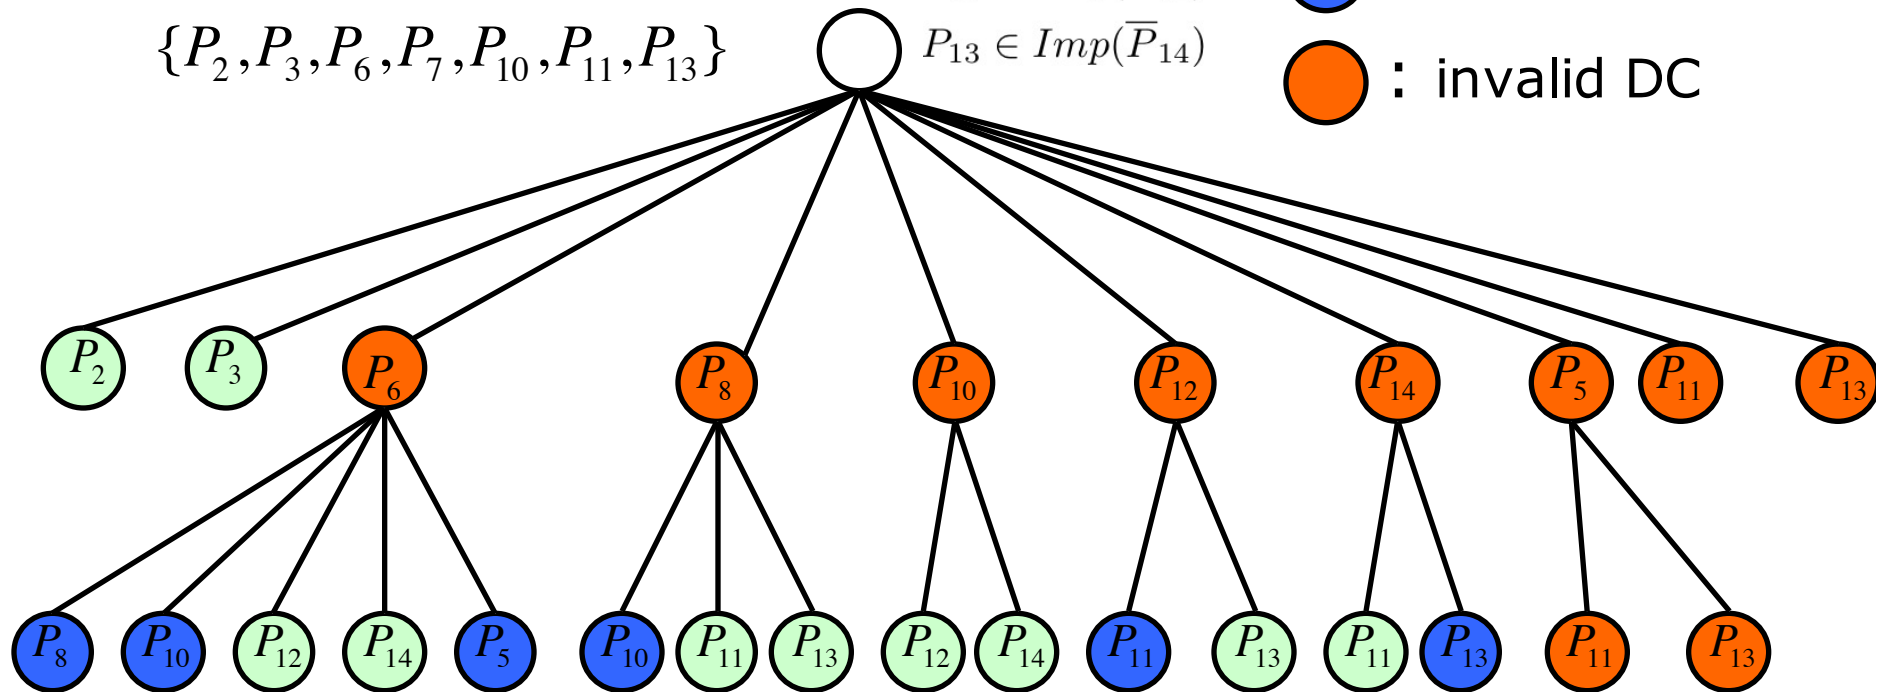 {P₂,P₃,P₆,P₇,P₁₀,P₁₁,P₁₃}
P₁₃ ∈ Imp(P̅₁₄)
: invalid DC
P₂ P₃ P₆ P₈ P₁₀ P₁₂ P₁₄ P₅ P₁₁ P₁₃
P₈ P₁₀ P₁₂ P₁₄ P₅ P₁₀ P₁₁ P₁₃ P₁₂ P₁₄ P₁₁ P₁₃ P₁₁ P₁₃ P₁₁ P₁₃